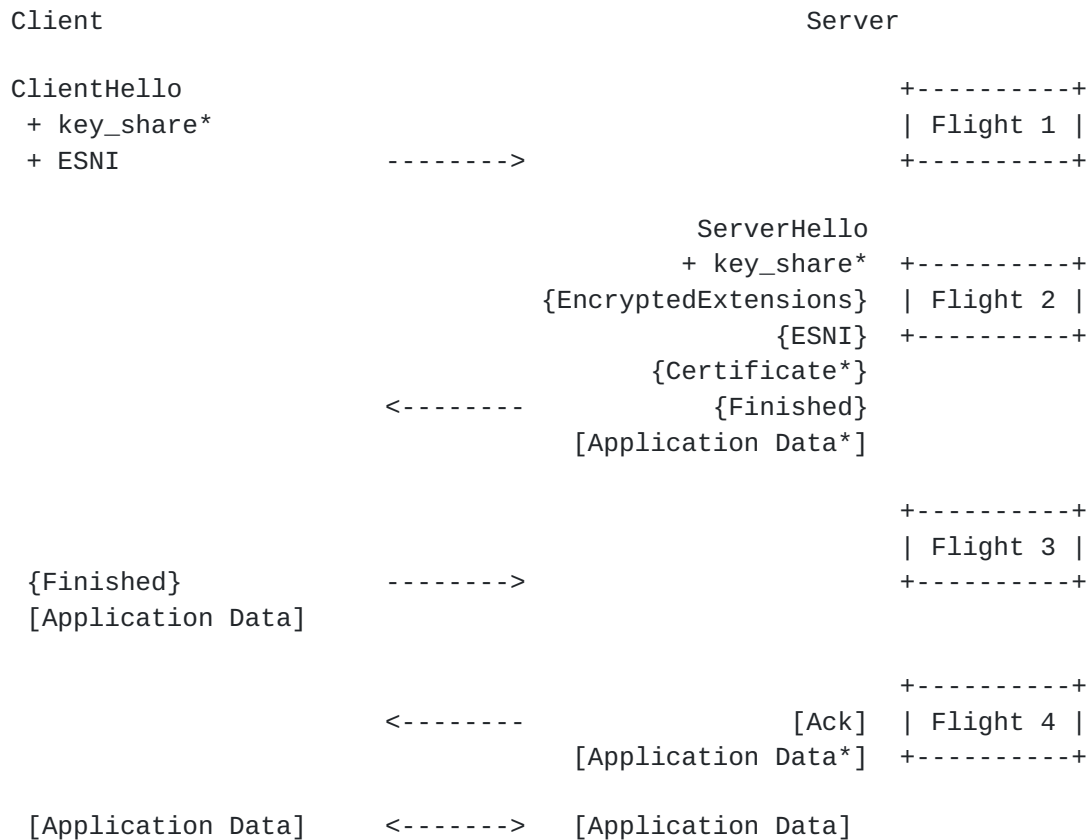 Client                                             Server

ClientHello                                              +----------+
 + key_share*                                            | Flight 1 |
 + ESNI                 -------->                        +----------+

                                            ServerHello
                                           + key_share*  +----------+
                                  {EncryptedExtensions}  | Flight 2 |
                                                 {ESNI}  +----------+
                                         {Certificate*}
                        <--------            {Finished}
                                    [Application Data*]

                                                         +----------+
                                                         | Flight 3 |
 {Finished}             -------->                        +----------+
 [Application Data]

                                                         +----------+
                        <--------                 [Ack]  | Flight 4 |
                                    [Application Data*]  +----------+

 [Application Data]     <------->   [Application Data]